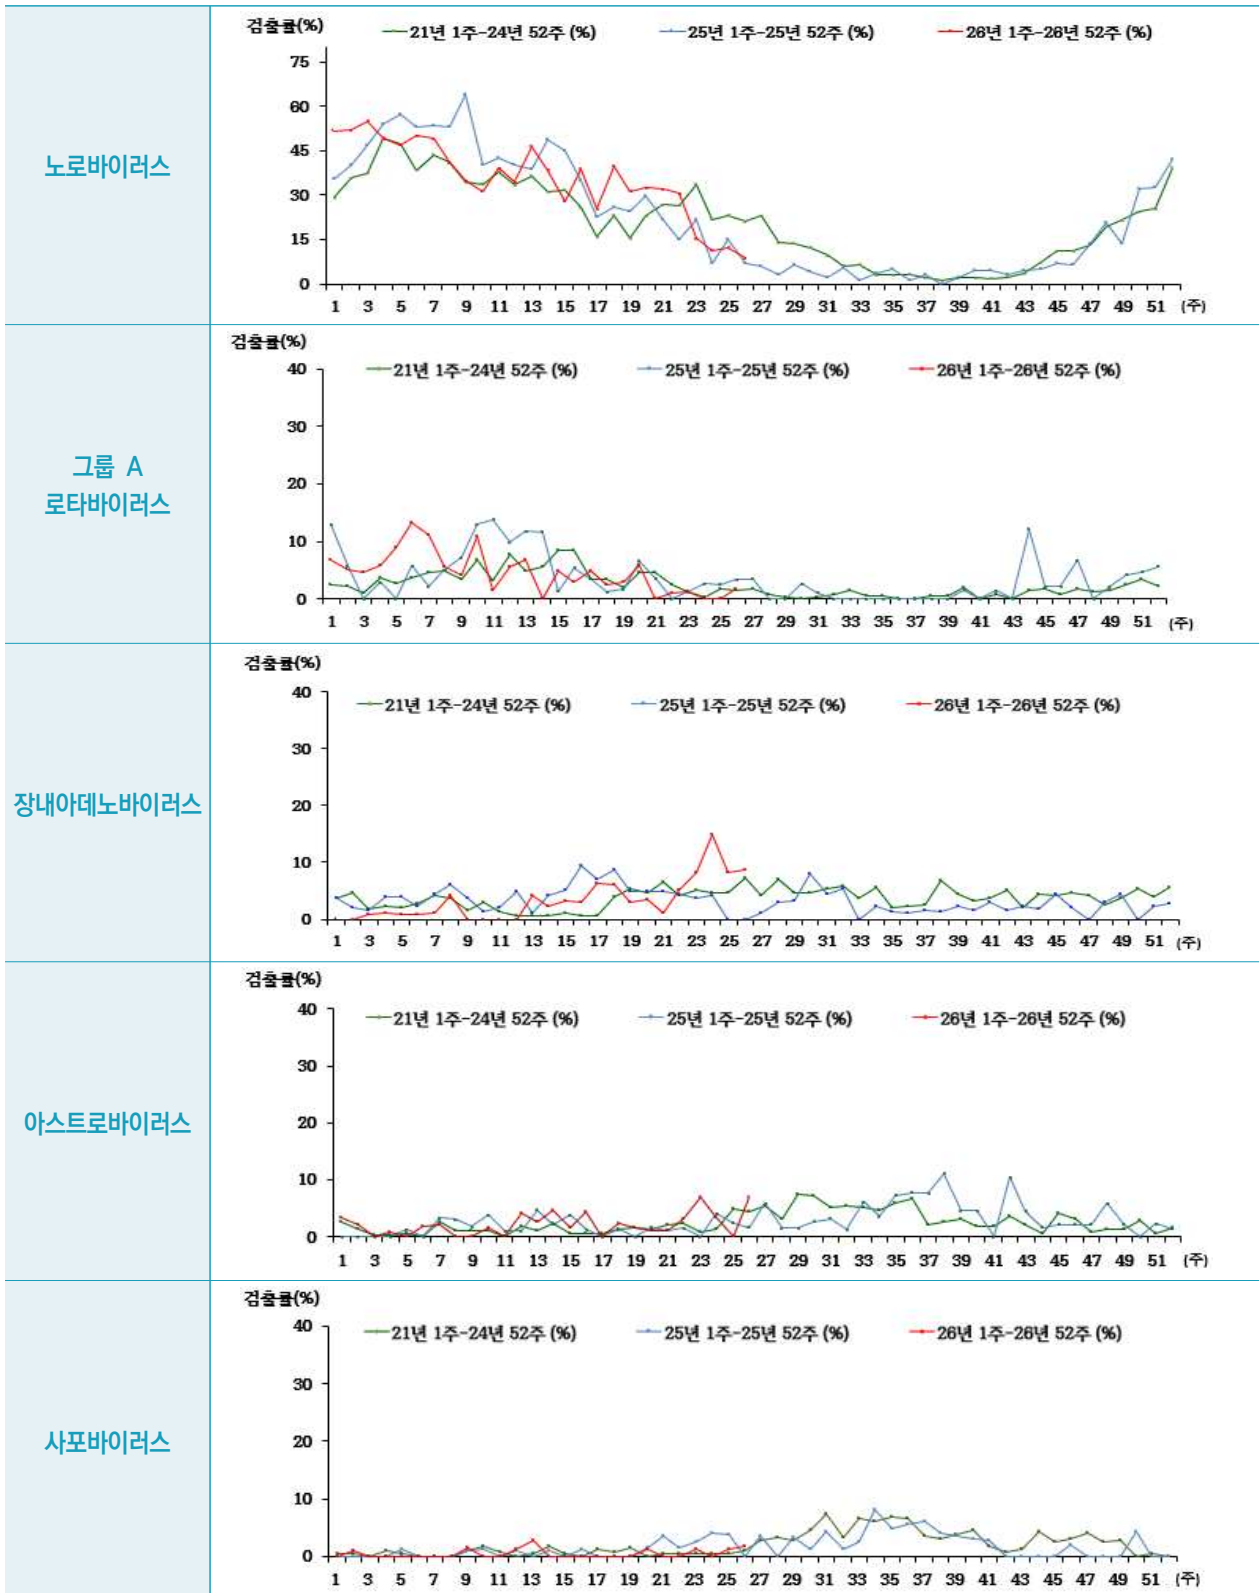 노로바이러스
검출률(%)
21년 1주-24년 52주 (%) 25년 1주-25년 52주 (%) 26년 1주-26년 52주 (%)
75
60
45
30
15
0
1 3 5 7 9 11 13 15 17 19 21 23 25 27 29 31 33 35 37 39 41 43 45 47 49 51 (주)
그룹 A
로타바이러스
검출률(%)
21년 1주-24년 52주 (%) 25년 1주-25년 52주 (%) 26년 1주-26년 52주 (%)
40
30
20
10
0
1 3 5 7 9 11 13 15 17 19 21 23 25 27 29 31 33 35 37 39 41 43 45 47 49 51 (주)
장내아데노바이러스
검출률(%)
21년 1주-24년 52주 (%) 25년 1주-25년 52주 (%) 26년 1주-26년 52주 (%)
40
30
20
10
0
1 3 5 7 9 11 13 15 17 19 21 23 25 27 29 31 33 35 37 39 41 43 45 47 49 51 (주)
아스트로바이러스
검출률(%)
21년 1주-24년 52주 (%) 25년 1주-25년 52주 (%) 26년 1주-26년 52주 (%)
40
30
20
10
0
1 3 5 7 9 11 13 15 17 19 21 23 25 27 29 31 33 35 37 39 41 43 45 47 49 51 (주)
사포바이러스
검출률(%)
21년 1주-24년 52주 (%) 25년 1주-25년 52주 (%) 26년 1주-26년 52주 (%)
40
30
20
10
0
1 3 5 7 9 11 13 15 17 19 21 23 25 27 29 31 33 35 37 39 41 43 45 47 49 51 (주)